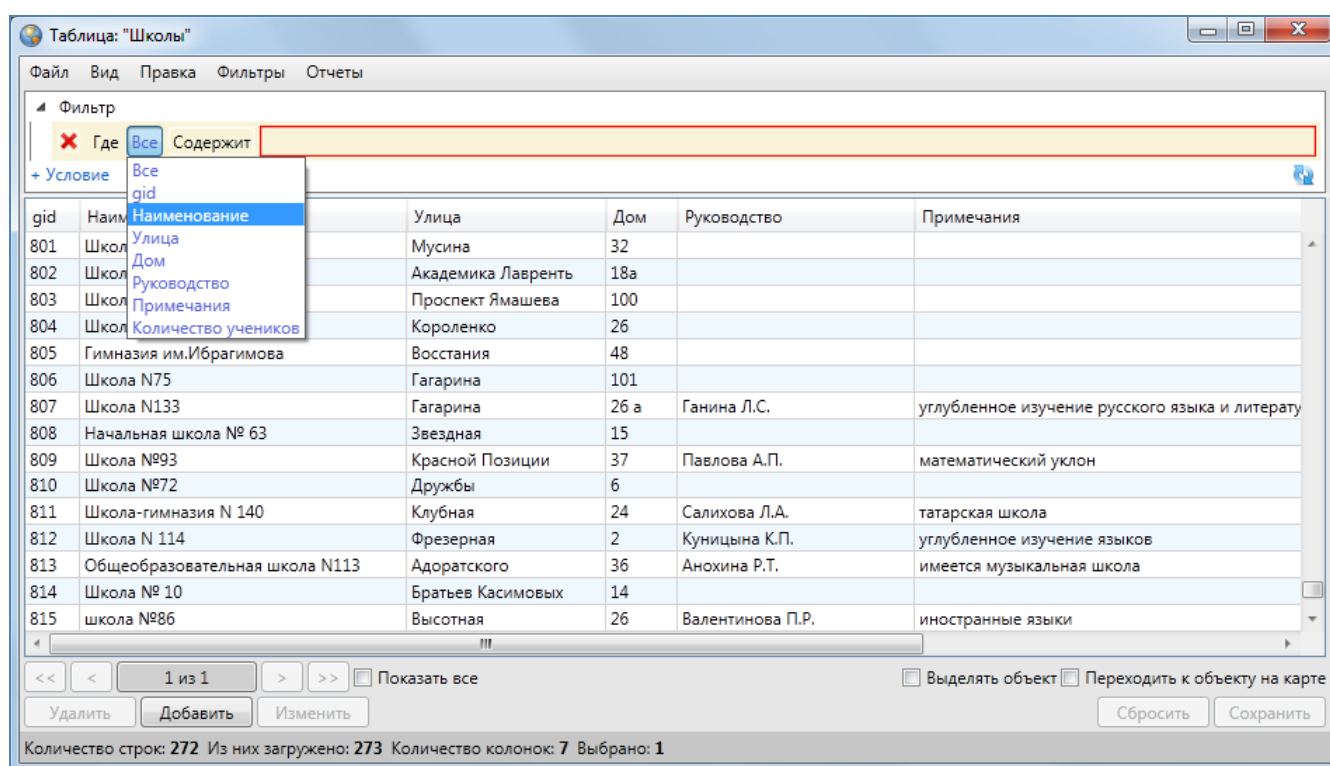 Таблица: "Школы"
Файл Вид Правка Фильтры Отчеты
Фильтр
Где Все Содержит
+ Условие
Все
gid
Наименование
Улица
Дом
Руководство
Примечания
Количество учеников
gid Наим Улица Дом Руководство Примечания
801 Школ Мусина 32
802 Школ Академика Лавренть 18а
803 Школ Проспект Ямашева 100
804 Школ Короленко 26
805 Гимназия им.Ибрагимова Восстания 48
806 Школа N75 Гагарина 101
807 Школа N133 Гагарина 26 а Ганина Л.С. углубленное изучение русского языка и литерату
808 Начальная школа № 63 Звездная 15
809 Школа №93 Красной Позиции 37 Павлова А.П. математический уклон
810 Школа №72 Дружбы 6
811 Школа-гимназия N 140 Клубная 24 Салихова Л.А. татарская школа
812 Школа N 114 Фрезерная 2 Куницына К.П. углубленное изучение языков
813 Общеобразовательная школа N113 Адоратского 36 Анохина Р.Т. имеется музыкальная школа
814 Школа № 10 Братьев Касимовых 14
815 школа №86 Высотная 26 Валентинова П.Р. иностранные языки
<< < 1 из 1 > >> Показать все Выделять объект Переходить к объекту на карте
Удалить Добавить Изменить Сбросить Сохранить
Количество строк: 272 Из них загружено: 273 Количество колонок: 7 Выбрано: 1